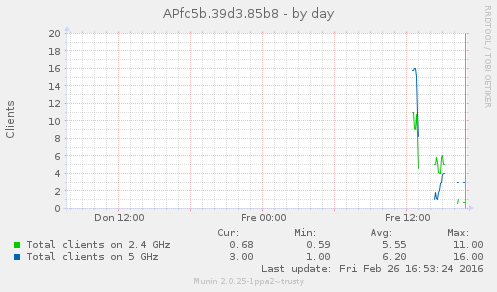 APfc5b.39d3.85b8 - by day
RRDTOOL / TOBI OETIKER
Clients
20
18
16
14
12
10
8
6
4
2
0
Don 12:00 Fre 00:00 Fre 12:00
Cur: Min: Avg: Max:
Total clients on 2.4 GHz 0.68 0.59 5.55 11.00
Total clients on 5 GHz 3.00 1.00 6.20 16.00
Last update: Fri Feb 26 16:53:24 2016
Munin 2.0.25-1ppa2~trusty